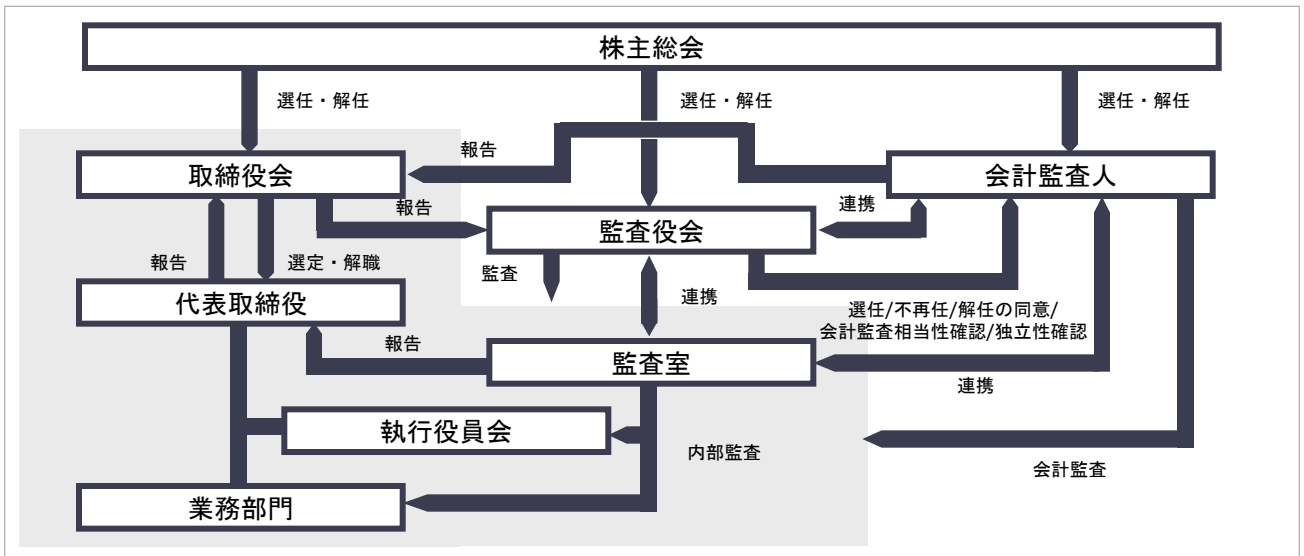 株主総会
選任・解任
選任・解任
選任・解任
報告
取締役会
会計監査人
報告
連携
監査役会
報告
選定・解職
監査
連携
代表取締役
選任/不再任/解任の同意/
会計監査相当性確認/独立性確認
報告
監査室
連携
執行役員会
内部監査
会計監査
業務部門